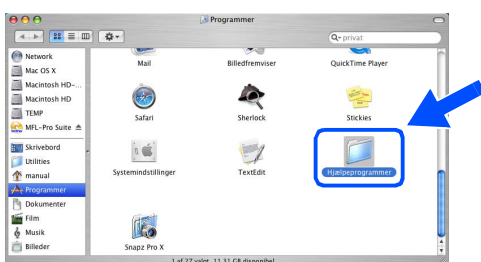 Programmer
privat
Network
Mac OS X
Macintosh HD-...
Macintosh HD
TEMP
MFL-Pro Suite
Skrivebord
Utilities
manual
Programmer
Dokumenter
Film
Musik
Billeder
Mail
Billedfremviser
QuickTime Player
Safari
Sherlock
Stickies
Systemindstillinger
TextEdit
Hjælpeprogrammer
Snapz Pro X
1 af 27 valgt, 11,31 GB disponibel